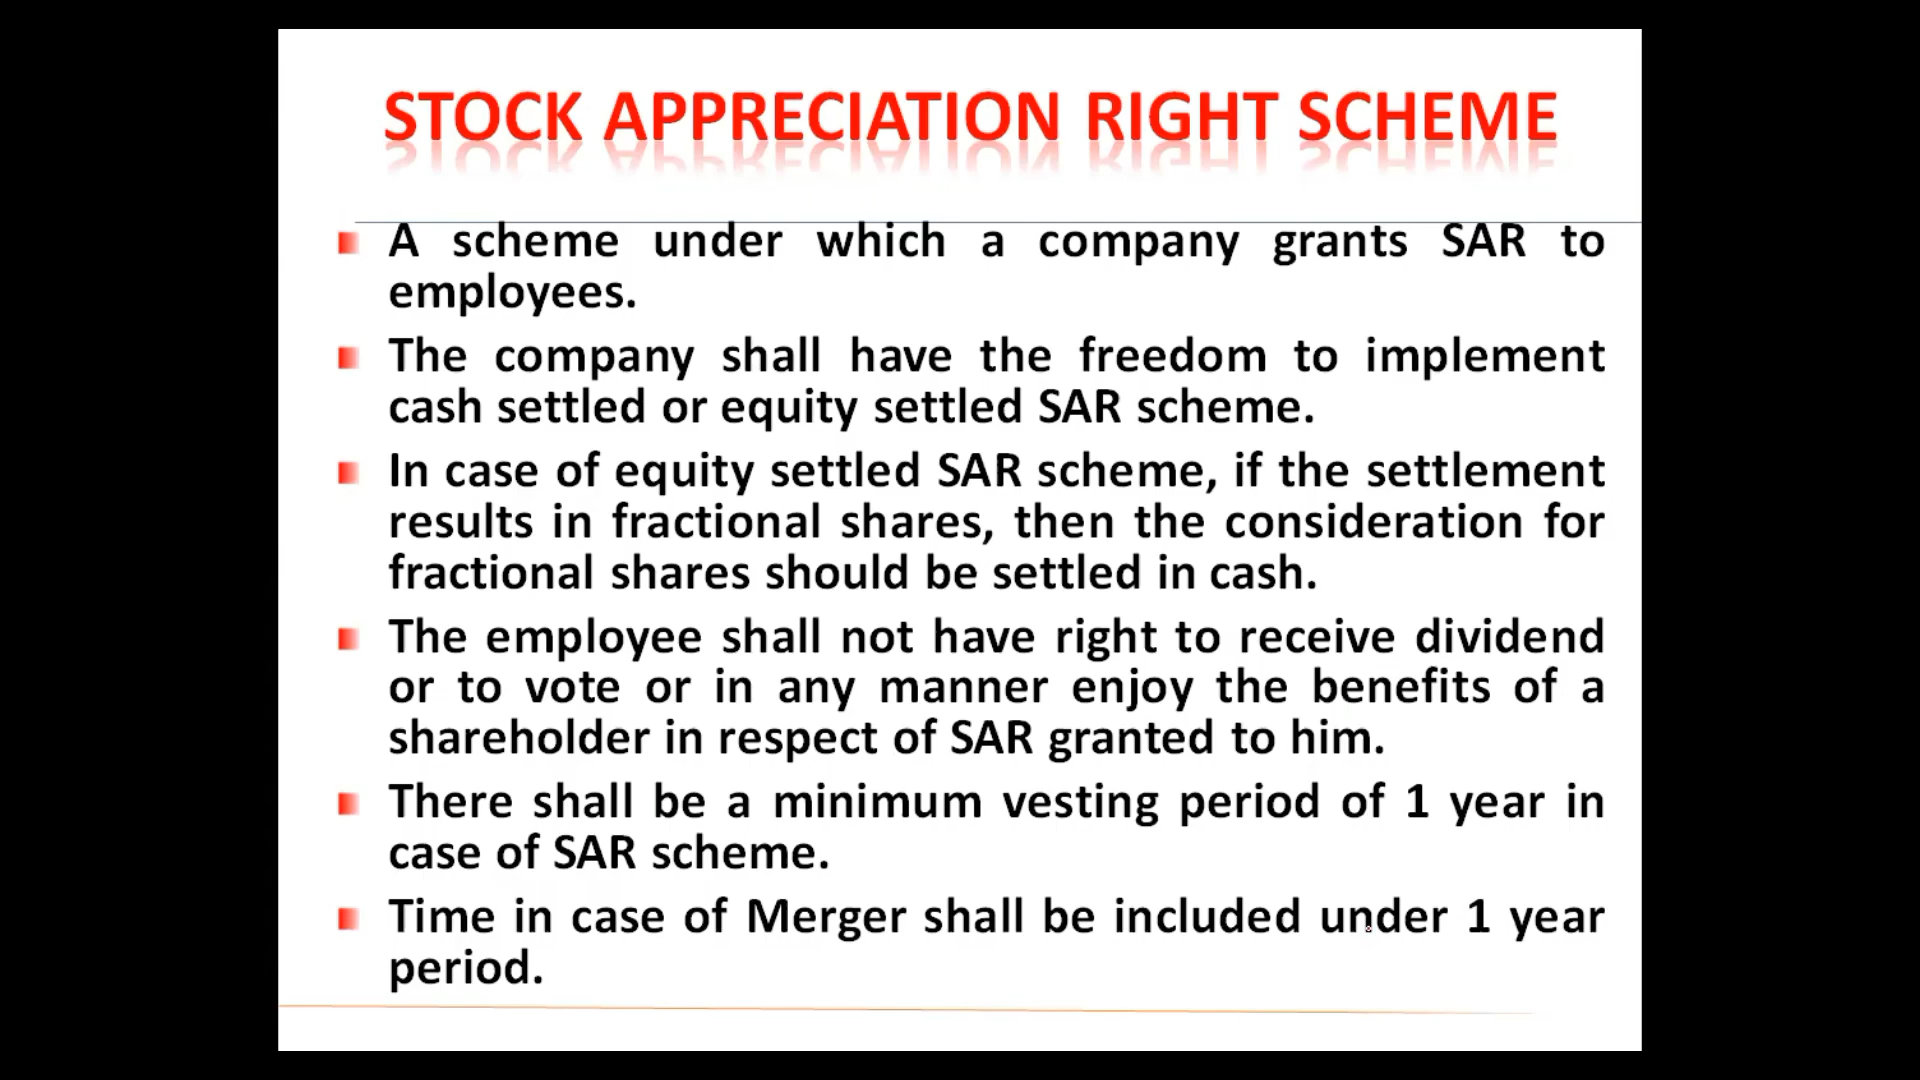 STOCK APPRECIATION RIGHT SCHEME
A scheme under which a company grants SAR to
employees.
The company shall have the freedom to implement
cash settled or equity settled SAR scheme.
In case of equity settled SAR scheme, if the settlement
results in fractional shares, then the consideration for
fractional shares should be settled in cash.
The employee shall not have right to receive dividend
or to vote or in any manner enjoy the benefits of a
shareholder in respect of SAR granted to him.
There shall be a minimum vesting period of 1 year in
case of SAR scheme.
Time in case of Merger shall be included under 1 year
period.